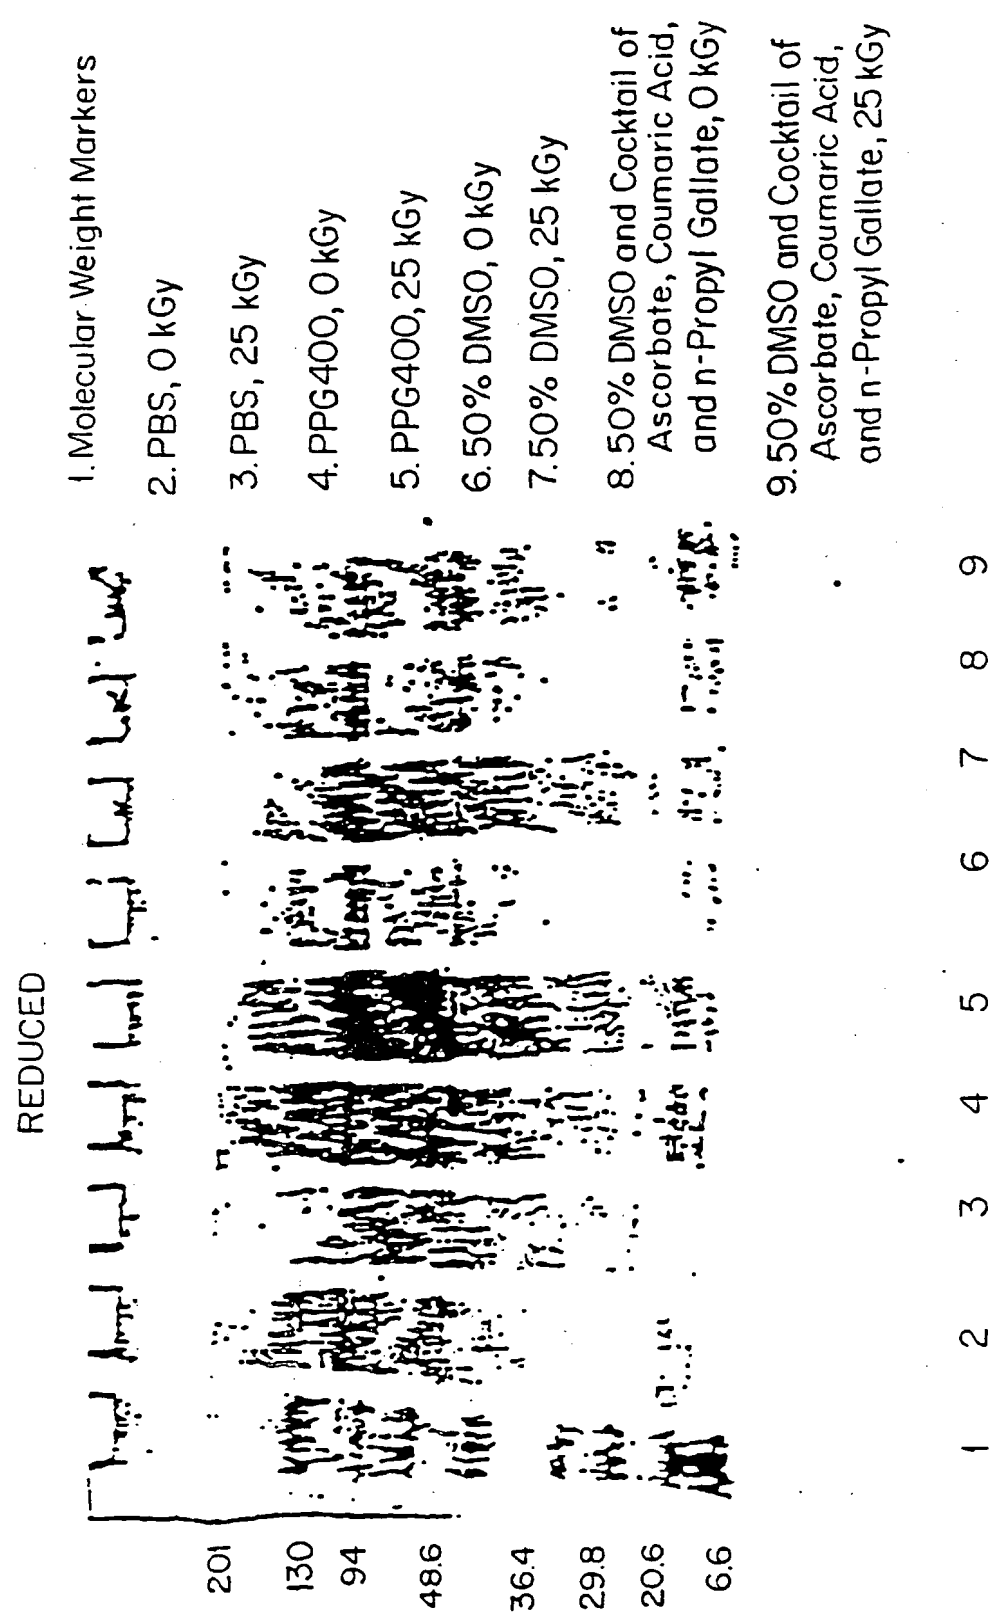 REDUCED
201
130
94
48.6
36.4
29.8
20.6
6.6
1 2 3 4 5 6 7 8 9
1. Molecular Weight Markers
2. PBS, 0 kGy
3. PBS, 25 kGy
4. PPG400, 0 kGy
5. PPG400, 25 kGy
6. 50% DMSO, 0 kGy
7. 50% DMSO, 25 kGy
8. 50% DMSO and Cocktail of
Ascorbate, Coumaric Acid,
and n-Propyl Gallate, 0 kGy
9. 50% DMSO and Cocktail of
Ascorbate, Coumaric Acid,
and n-Propyl Gallate, 25 kGy